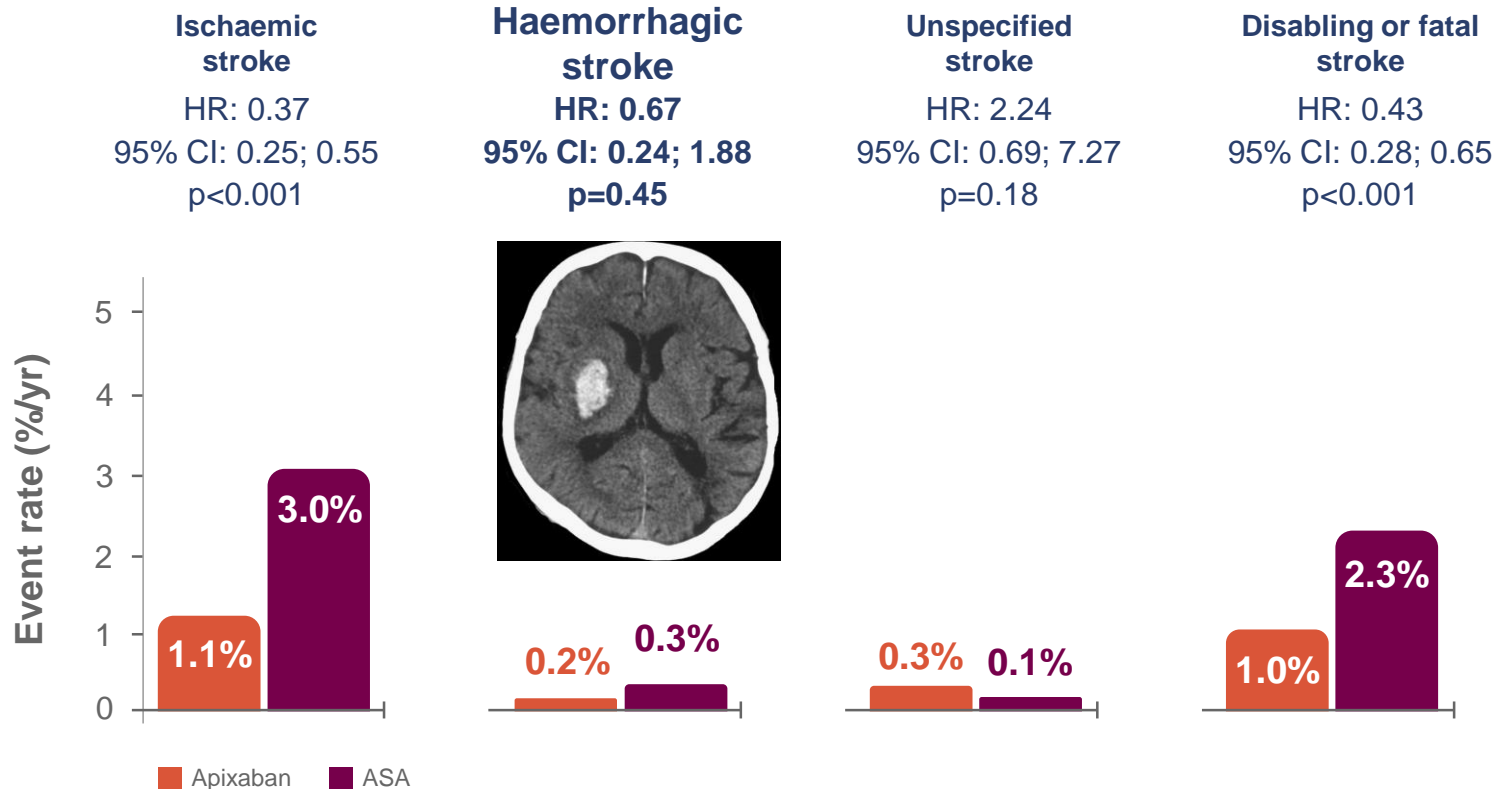 Ischaemic
stroke
HR: 0.37
95% CI: 0.25; 0.55
p<0.001
Haemorrhagic
stroke
HR: 0.67
95% CI: 0.24; 1.88
p=0.45
Unspecified
stroke
HR: 2.24
95% CI: 0.69; 7.27
p=0.18
Disabling or fatal
stroke
HR: 0.43
95% CI: 0.28; 0.65
p<0.001
Event rate (%/yr)
5
4
3
2
1
0
1.1%
3.0%
0.2%
0.3%
0.3%
0.1%
1.0%
2.3%
Apixaban
ASA